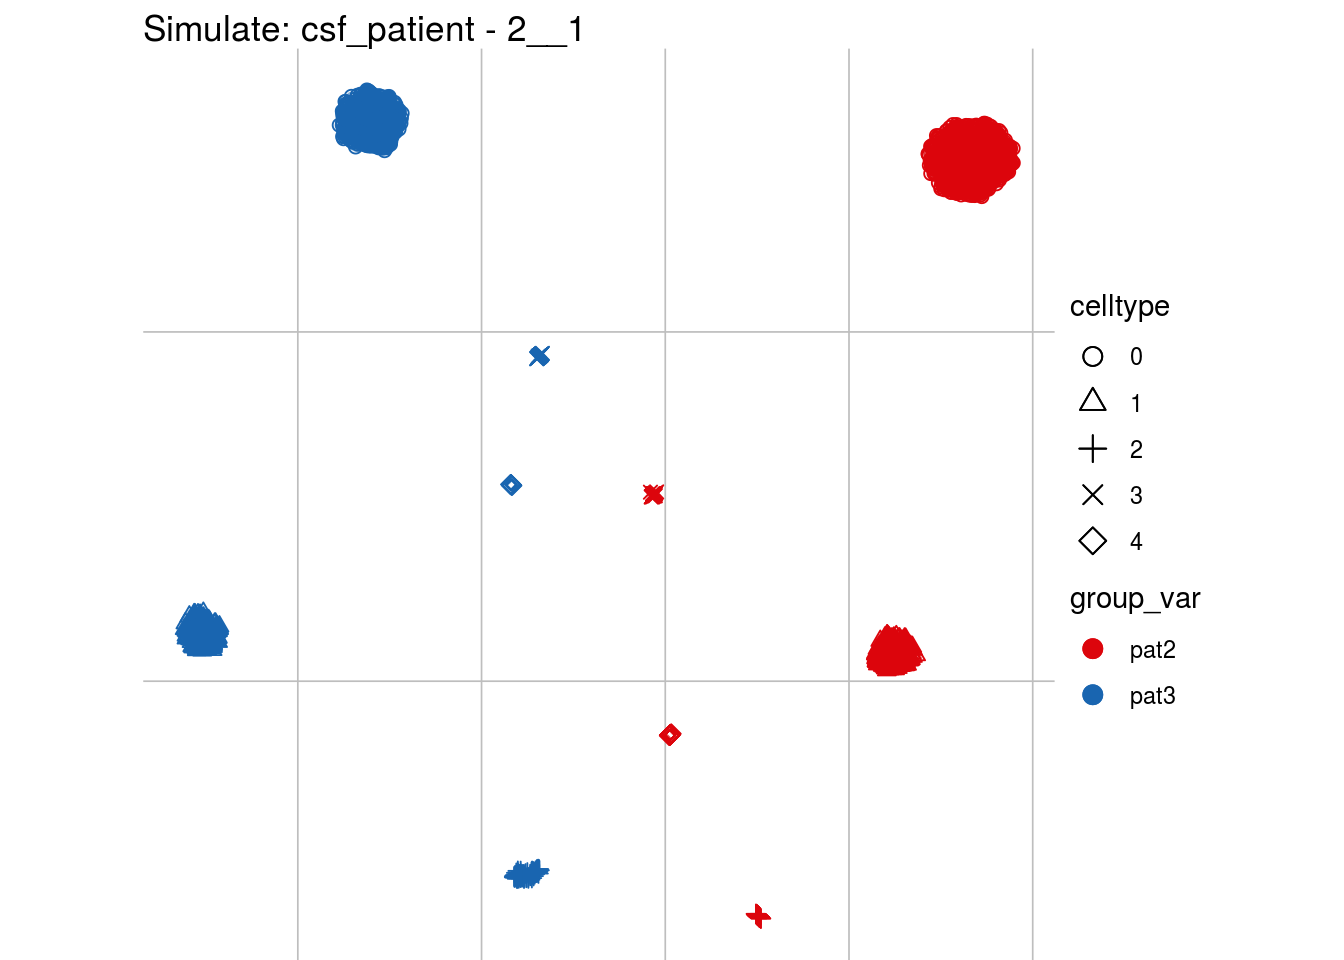 Simulate: csf_patient - 2__1
celltype
0
1
2
3
4
group_var
pat2
pat3